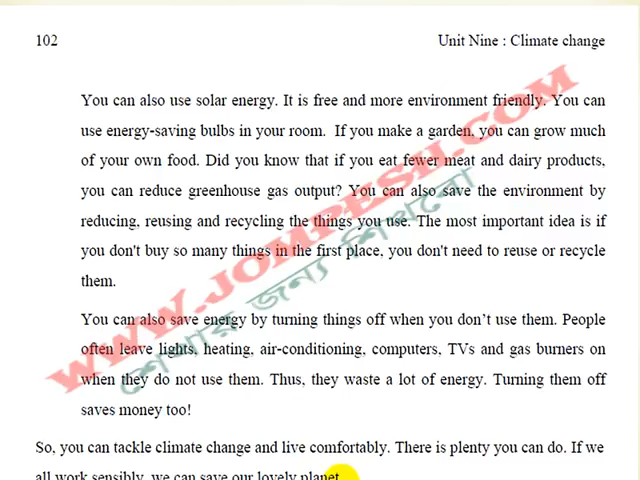 102 Unit Nine : Climate change
You can also use solar energy. It is free and more environment friendly. You can
use energy-saving bulbs in your room. If you make a garden, you can grow much
of your own food. Did you know that if you eat fewer meat and dairy products,
you can reduce greenhouse gas output? You can also save the environment by
reducing, reusing and recycling the things you use. The most important idea is if
you don't buy so many things in the first place, you don't need to reuse or recycle
them.
You can also save energy by turning things off when you don’t use them. People
often leave lights, heating, air-conditioning, computers, TVs and gas burners on
when they do not use them. Thus, they waste a lot of energy. Turning them off
saves money too!
So, you can tackle climate change and live comfortably. There is plenty you can do. If we
all work sensibly, we can save our lovely planet.
WWW.JOMPESH.COM
শেখার জন্য শিখবো